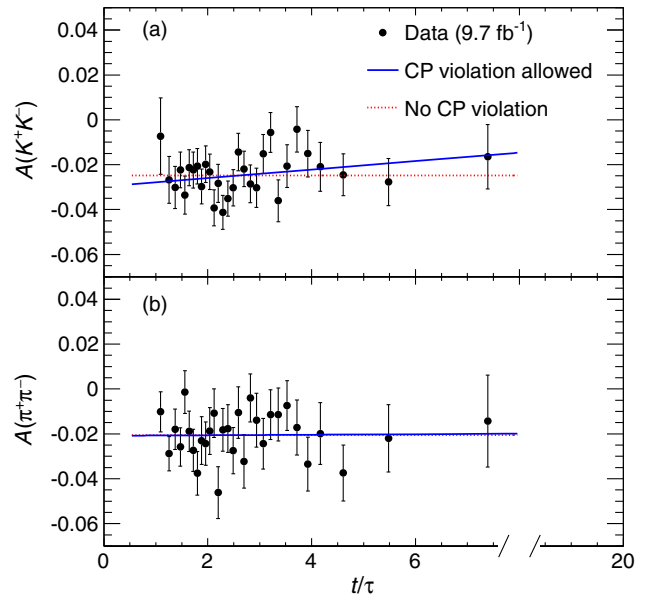 (a)
Data (9.7 fb⁻¹)
CP violation allowed
No CP violation
A(K⁺K⁻)
0.04
0.02
0
-0.02
-0.04
-0.06
(b)
A(π⁺π⁻)
0.04
0.02
0
-0.02
-0.04
-0.06
0 2 4 6 20
t/τ